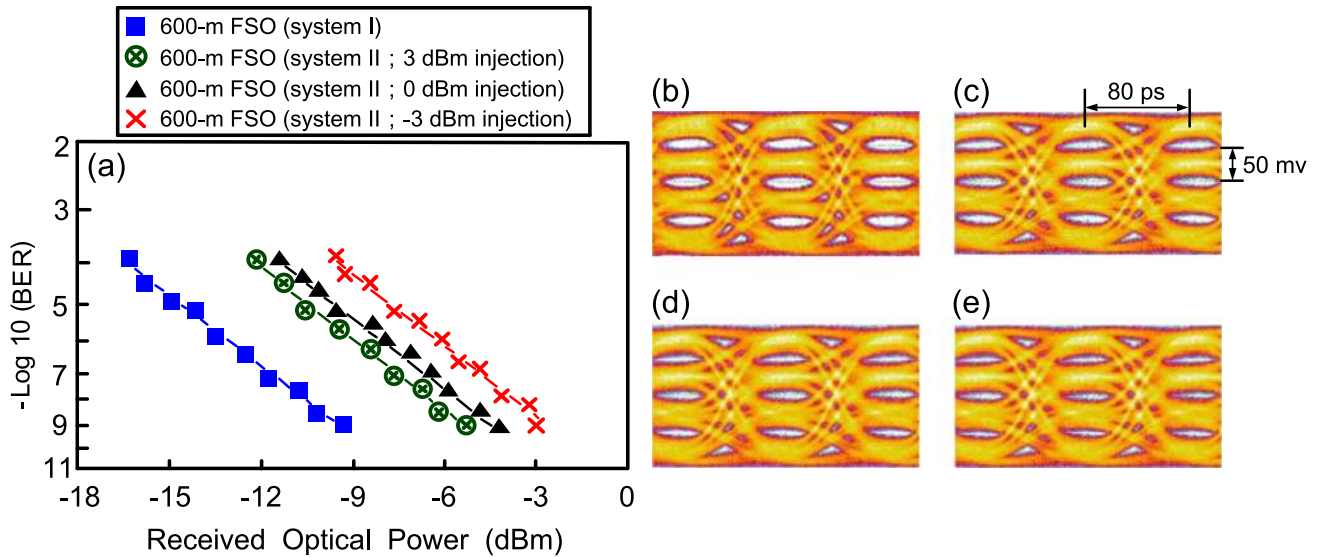 600-m FSO (system I)
600-m FSO (system II ; 3 dBm injection)
600-m FSO (system II ; 0 dBm injection)
600-m FSO (system II ; -3 dBm injection)
(a)
2
3
5
7
9
11
-Log 10 (BER)
-18 -15 -12 -9 -6 -3 0
Received Optical Power (dBm)
(b)
(c)
80 ps
50 mv
(d)
(e)